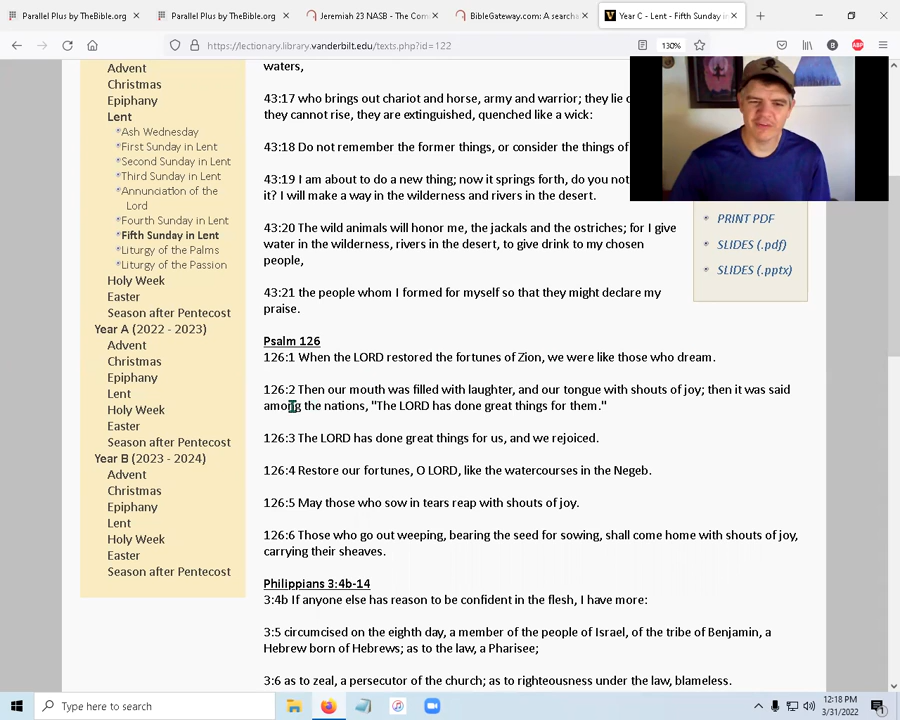 Parallel Plus by TheBible.org
Parallel Plus by TheBible.org
Jeremiah 23 NASB - The Com
BibleGateway.com: A search
Year C - Lent - Fifth Sunday in
https://lectionary.library.vanderbilt.edu/texts.php?id=122
130%
B
ABP
Advent
Christmas
Epiphany
Lent
Ash Wednesday
First Sunday in Lent
Second Sunday in Lent
Third Sunday in Lent
Annunciation of the
Lord
Fourth Sunday in Lent
Fifth Sunday in Lent
Liturgy of the Palms
Liturgy of the Passion
Holy Week
Easter
Season after Pentecost
Year A (2022 - 2023)
Advent
Christmas
Epiphany
Lent
Holy Week
Easter
Season after Pentecost
Year B (2023 - 2024)
Advent
Christmas
Epiphany
Lent
Holy Week
Easter
Season after Pentecost
waters,
43:17 who brings out chariot and horse, army and warrior; they lie
they cannot rise, they are extinguished, quenched like a wick:
43:18 Do not remember the former things, or consider the things of
43:19 I am about to do a new thing; now it springs forth, do you not
it? I will make a way in the wilderness and rivers in the desert.
43:20 The wild animals will honor me, the jackals and the ostriches; for I give
water in the wilderness, rivers in the desert, to give drink to my chosen
people,
43:21 the people whom I formed for myself so that they might declare my
praise.
Psalm 126
126:1 When the LORD restored the fortunes of Zion, we were like those who dream.
126:2 Then our mouth was filled with laughter, and our tongue with shouts of joy; then it was said
among the nations, "The LORD has done great things for them."
126:3 The LORD has done great things for us, and we rejoiced.
126:4 Restore our fortunes, O LORD, like the watercourses in the Negeb.
126:5 May those who sow in tears reap with shouts of joy.
126:6 Those who go out weeping, bearing the seed for sowing, shall come home with shouts of joy,
carrying their sheaves.
Philippians 3:4b-14
3:4b If anyone else has reason to be confident in the flesh, I have more:
3:5 circumcised on the eighth day, a member of the people of Israel, of the tribe of Benjamin, a
Hebrew born of Hebrews; as to the law, a Pharisee;
3:6 as to zeal, a persecutor of the church; as to righteousness under the law, blameless.
PRINT PDF
SLIDES (.pdf)
SLIDES (.pptx)
Type here to search
12:18 PM
3/31/2022
1